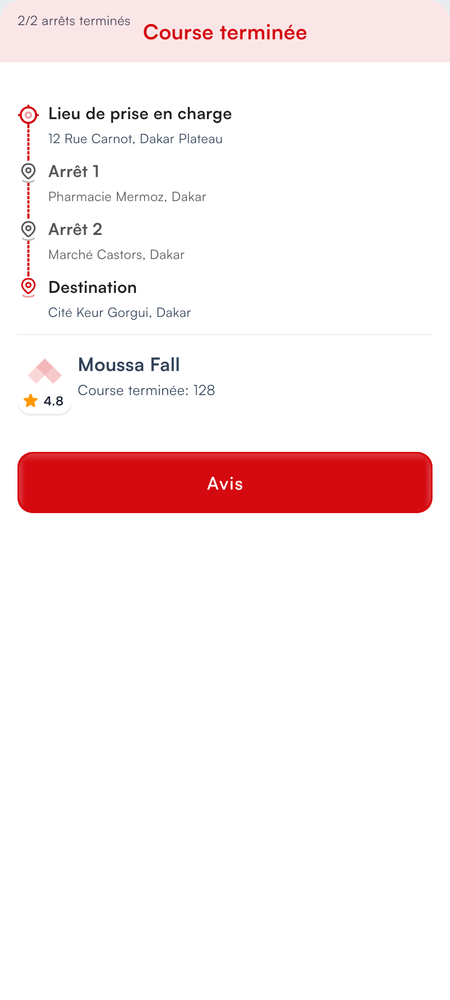 2/2 arrêts terminés
Course terminée
Lieu de prise en charge
12 Rue Carnot, Dakar Plateau
Arrêt 1
Pharmacie Mermoz, Dakar
Arrêt 2
Marché Castors, Dakar
Destination
Cité Keur Gorgui, Dakar
Moussa Fall
Course terminée: 128
4.8
Avis